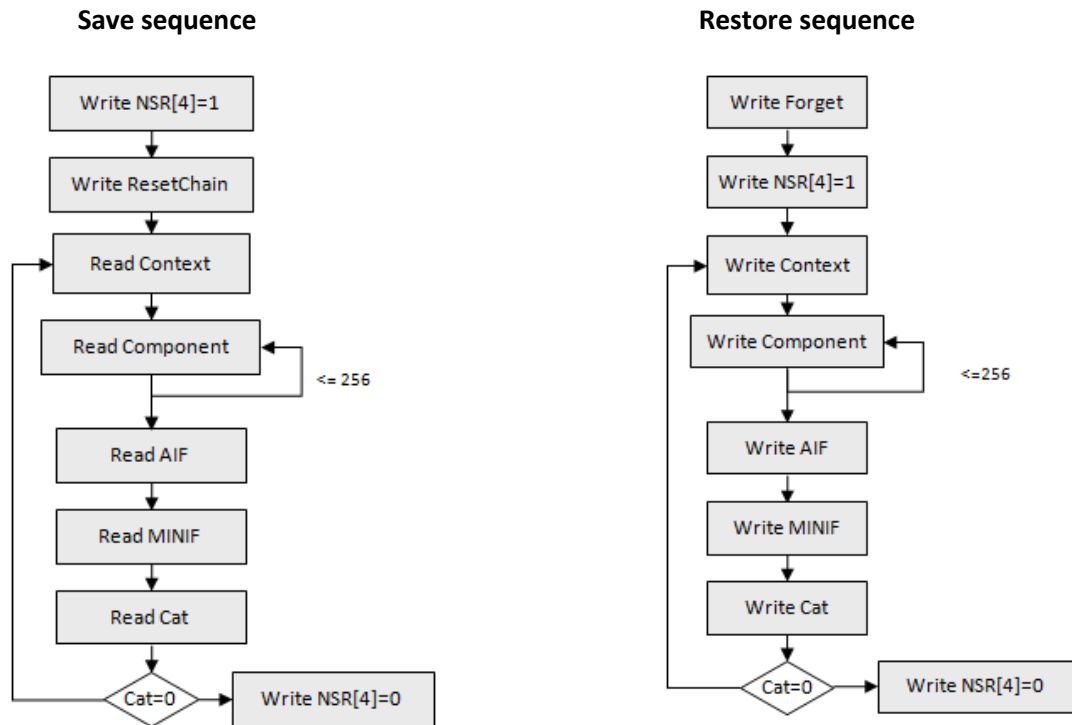 Save sequence
Write NSR[4]=1
Write ResetChain
Read Context
Read Component
<= 256
Read AIF
Read MINIF
Read Cat
Cat=0
Write NSR[4]=0
Restore sequence
Write Forget
Write NSR[4]=1
Write Context
Write Component
<=256
Write AIF
Write MINIF
Write Cat
Cat=0
Write NSR[4]=0